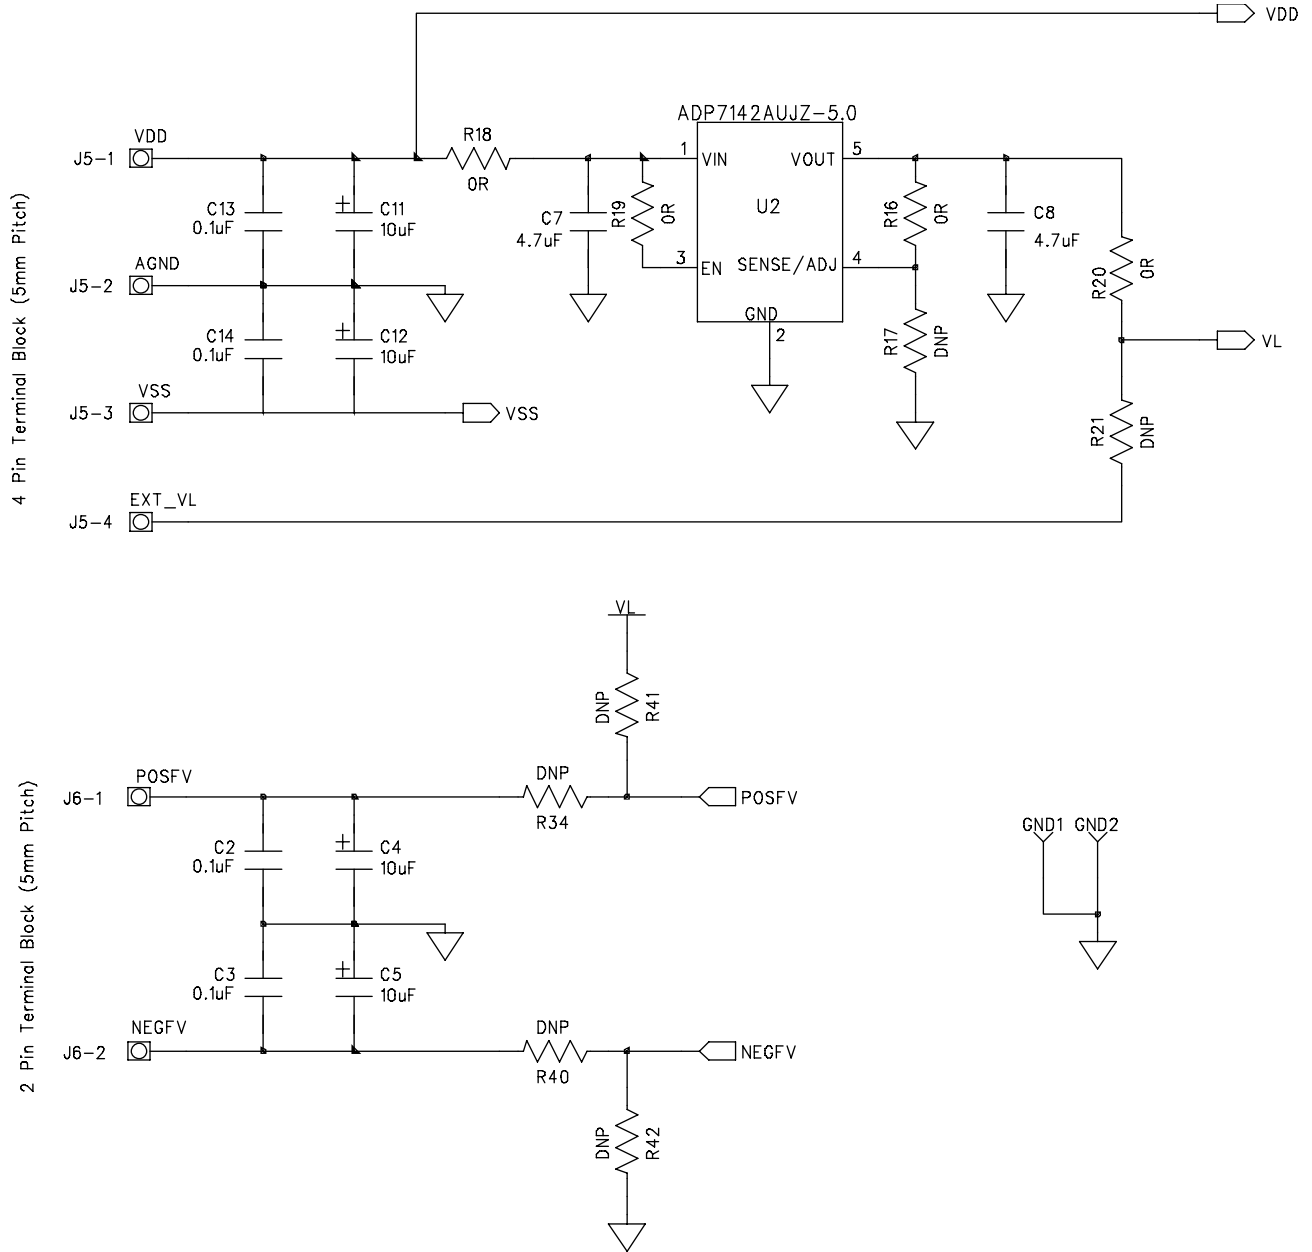 VDD
ADP7142AUJZ-5.0
4 Pin Terminal Block (5mm Pitch)
J5-1
VDD
R18
0R
1
VIN
VOUT
5
C13
0.1uF
+
C11
10uF
C7
4.7uF
R19
0R
U2
R16
0R
C8
4.7uF
J5-2
AGND
3
EN
SENSE/ADJ
4
R20
0R
GND
2
C14
0.1uF
+
C12
10uF
R17
DNP
VL
J5-3
VSS
VSS
R21
DNP
J5-4
EXT_VL
VL
DNP
R41
2 Pin Terminal Block (5mm Pitch)
J6-1
POSFV
DNP
R34
POSFV
C2
0.1uF
+
C4
10uF
GND1
GND2
C3
0.1uF
+
C5
10uF
J6-2
NEGFV
DNP
R40
NEGFV
DNP
R42